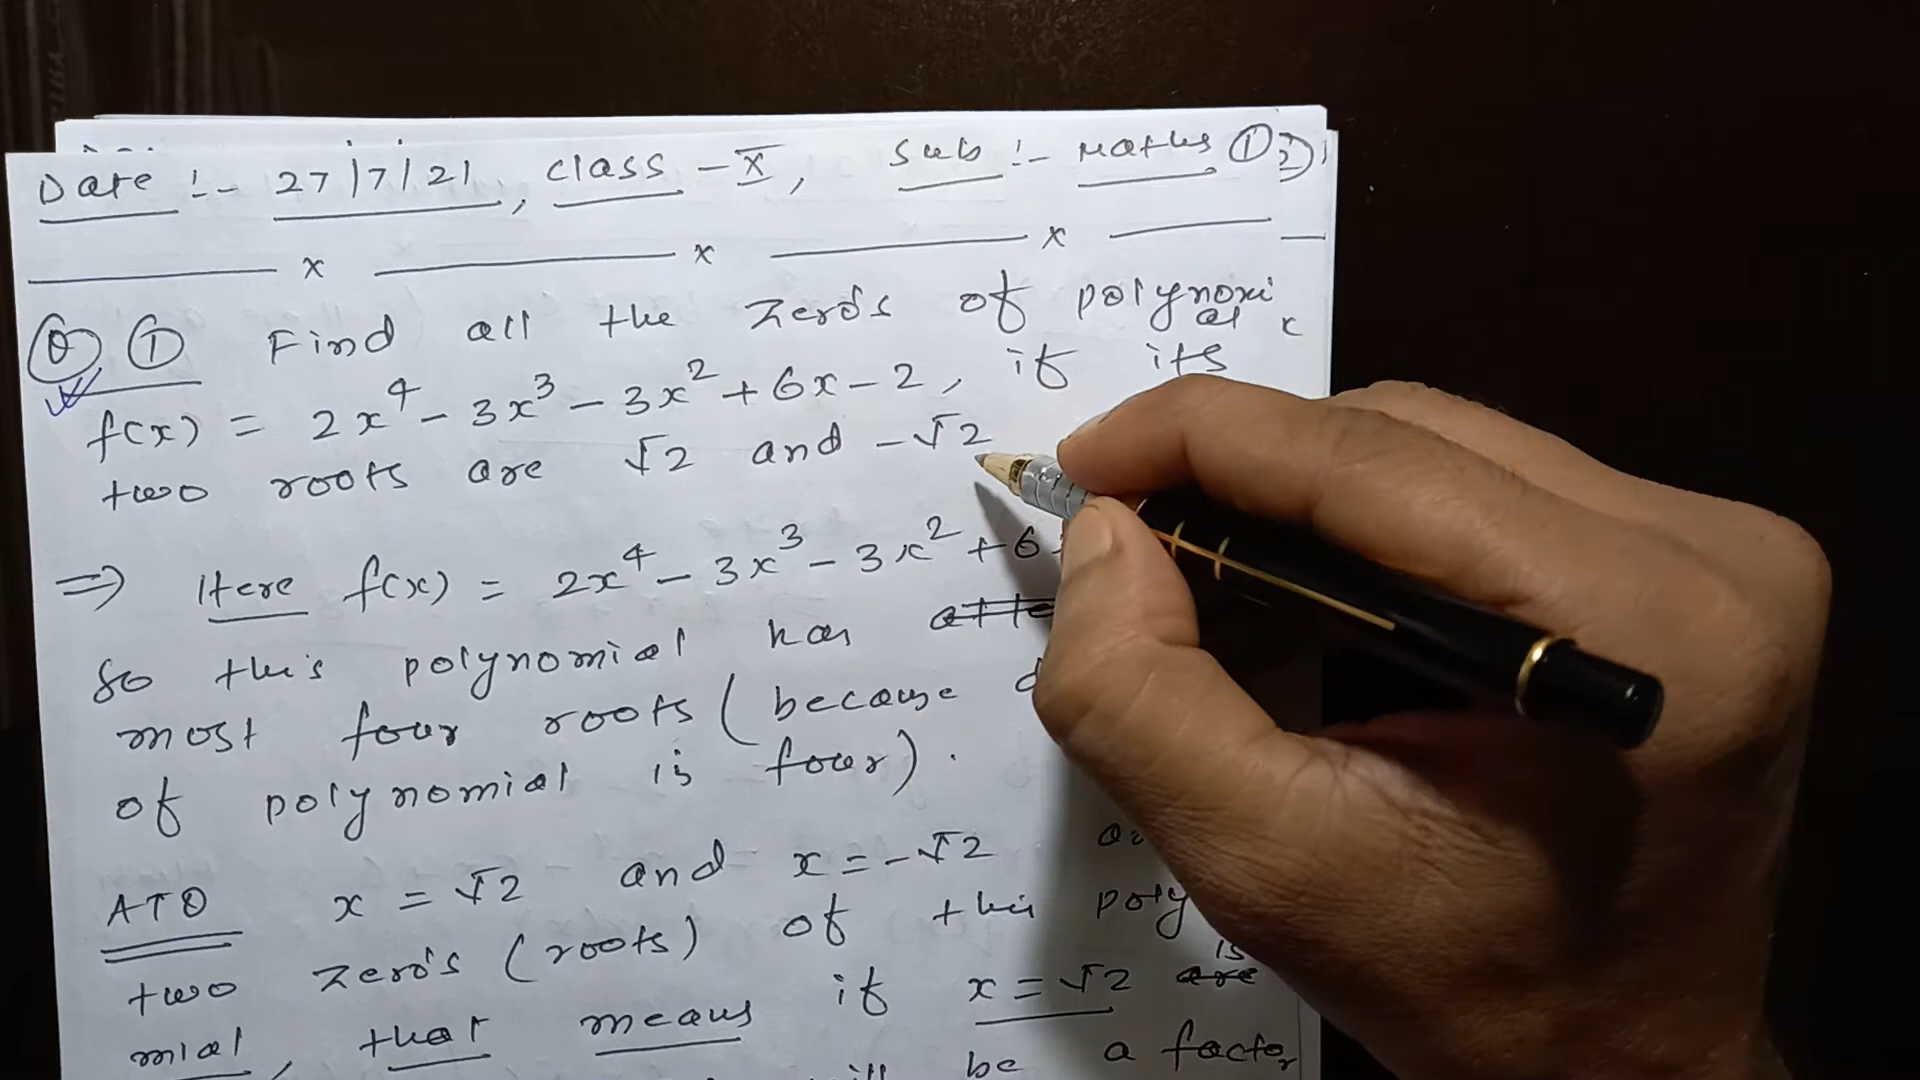 Date :- 27/7/21, class - X, Sub :- Maths ① ②
x x x
Q ① Find all the zero's of polynomial
f(x) = 2x⁴ - 3x³ - 3x² + 6x - 2, if its
two roots are √2 and -√2
⇒ Here f(x) = 2x⁴ - 3x³ - 3x² + 6
So this polynomial has
most four roots (because
of polynomial is four).
ATQ x = √2 and x = -√2
two zero's (roots) of this poly
mial, that means if x = √2 is
be a factor